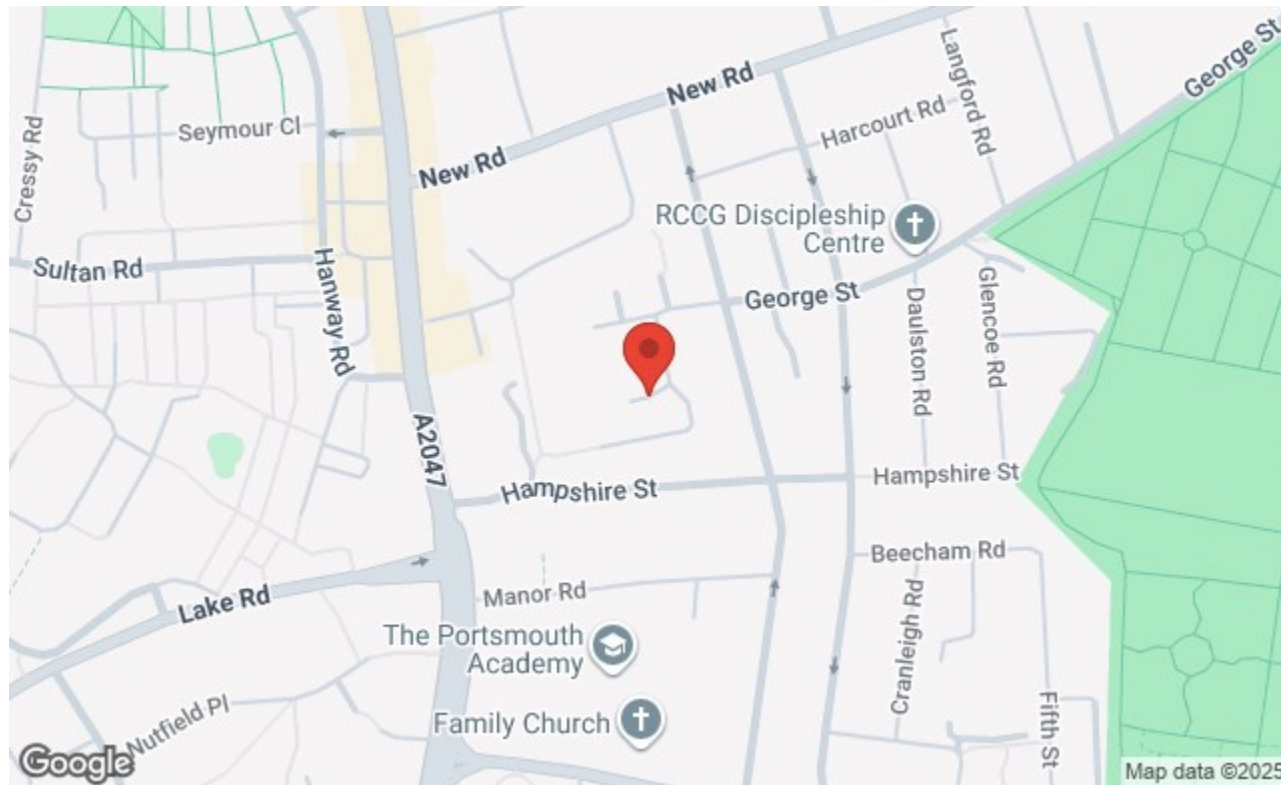 George St
Langford Rd
New Rd
Harcourt Rd
Seymour Cl
Cressy Rd
New Rd
RCCG Discipleship
Centre
Sultan Rd
Hanway Rd
George St
Daulston Rd
Glencoe Rd
A2047
Hampshire St
Hampshire St
Beecham Rd
Lake Rd
Manor Rd
Cranleigh Rd
The Portsmouth
Academy
Nutfield Pl
Family Church
Fifth St
Google
Map data ©2025